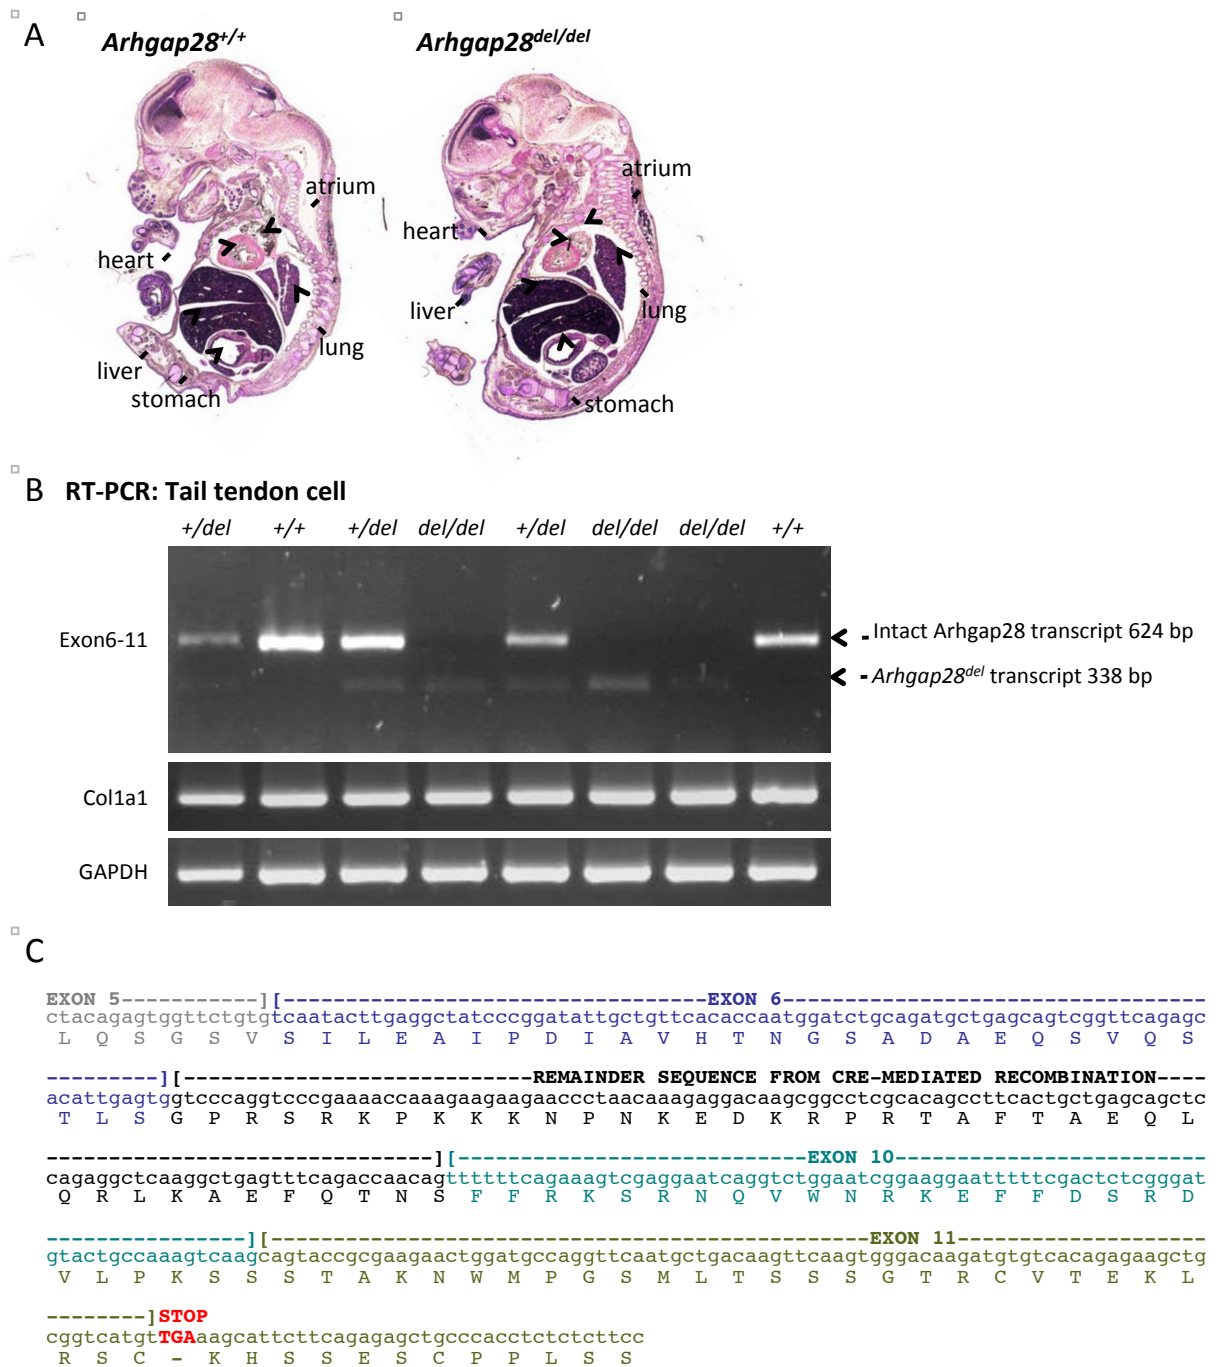 A
Arhgap28+/+
Arhgap28del/del
atrium
heart
liver
stomach
lung
atrium
heart
liver
lung
stomach
B RT-PCR: Tail tendon cell
+/del +/+ +/del del/del +/del del/del del/del +/+
Exon6-11
Intact Arhgap28 transcript 624 bp
Arhgap28del transcript 338 bp
Col1a1
GAPDH
C
EXON 5-----------][----------------------------------EXON 6----------------------------------
ctacagagtggttctgtgtcaatacttgaggctatcccggatattgctgttcacaccaatggatctgcagatgctgagcagtcggttcagagc
L Q S G S V S I L E A I P D I A V H T N G S A D A E Q S V Q S
---------][----------------------------REMAINDER SEQUENCE FROM CRE-MEDIATED RECOMBINATION----
acattgagtggtcccaggtcccgaaaaccaaagaagaagaaccctaacaaagaggacaagcggcctcgcacagccttcactgctgagcagctc
T L S G P R S R K P K K K N P N K E D K R P R T A F T A E Q L
-------------------------------][----------------------------EXON 10-------------------------
cagaggctcaaggctgagtttcagaccaacagtttttttcagaaagtcgaggaatcaggtctggaatcggaaggaatttttcgactctcgggat
Q R L K A E F Q T N S F F R K S R N Q V W N R K E F F D S R D
----------------][------------------------------------------------EXON 11--------------------
gtactgccaaagtcaagcagtaccgcgaagaactggatgccaggttcaatgctgacaagttcaagtgggacaagatgtgtcacagagaagctg
V L P K S S S T A K N W M P G S M L T S S S G T R C V T E K L
--------]STOP
cggtcatgtTGAaagcattcttcagagagctgcccacctctctcttcc
R S C - K H S S E S C P P L S S